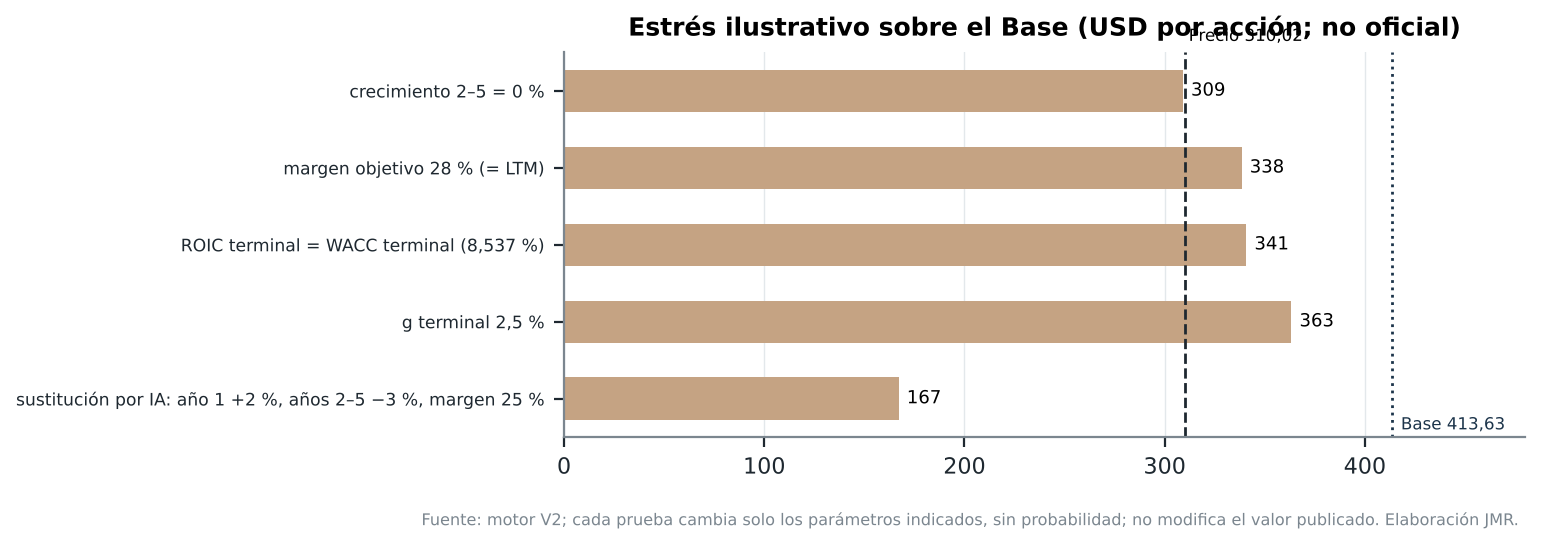 Estrés ilustrativo sobre el Base (USD por acción; no oficial)
Precio 310,02
crecimiento 2–5 = 0 %
309
margen objetivo 28 % (= LTM)
338
ROIC terminal = WACC terminal (8,537 %)
341
g terminal 2,5 %
363
sustitución por IA: año 1 +2 %, años 2–5 −3 %, margen 25 %
167
Base 413,63
0 100 200 300 400
Fuente: motor V2; cada prueba cambia solo los parámetros indicados, sin probabilidad; no modifica el valor publicado. Elaboración JMR.